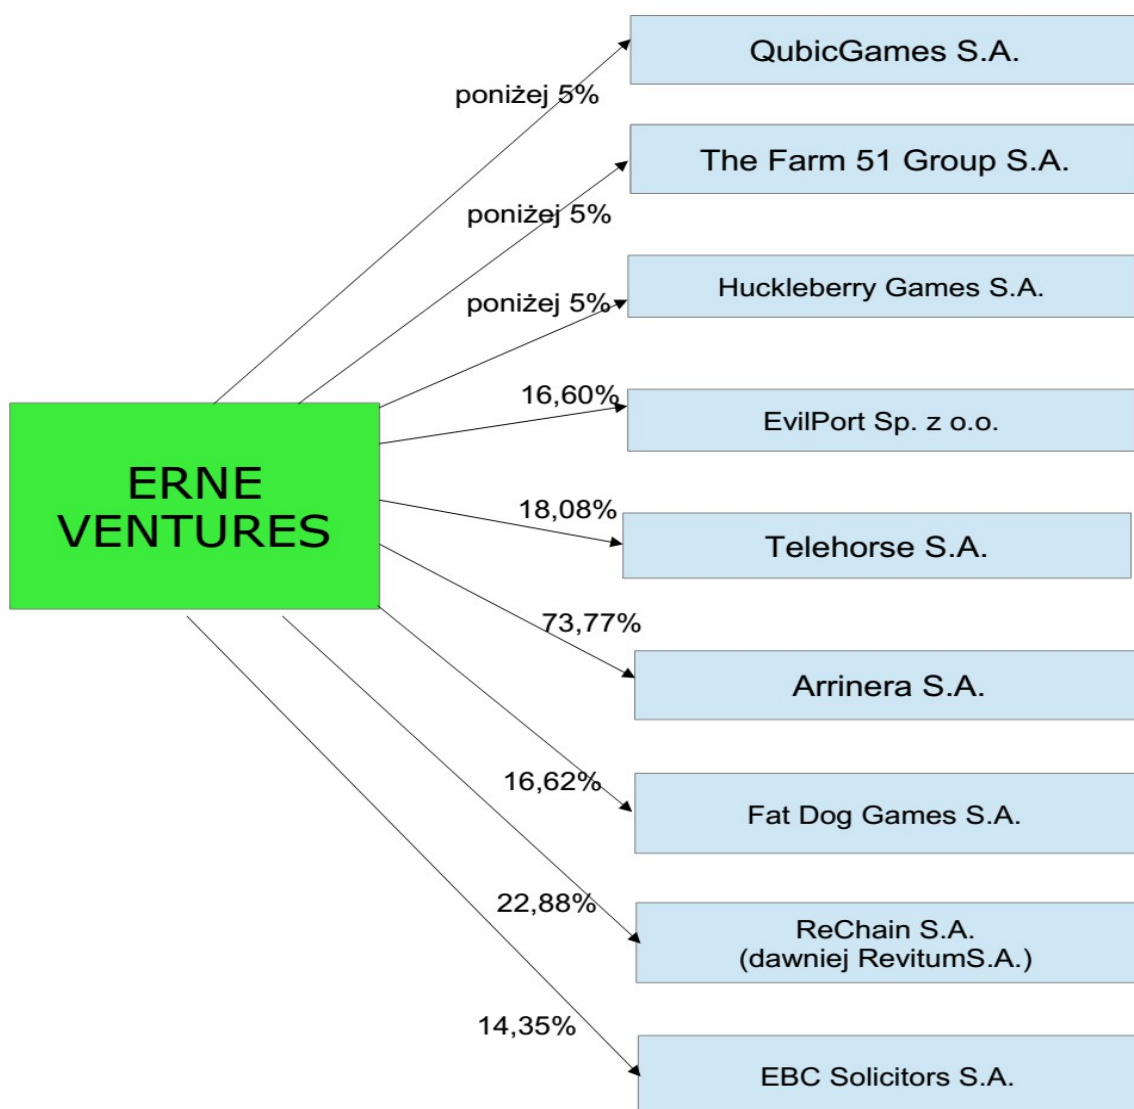 QubicGames S.A.
poniżej 5%
The Farm 51 Group S.A.
poniżej 5%
Huckleberry Games S.A.
poniżej 5%
16,60%
EvilPort Sp. z o.o.
ERNE
VENTURES
18,08%
Telehorse S.A.
73,77%
Arrinera S.A.
16,62%
Fat Dog Games S.A.
22,88%
ReChain S.A.
(dawniej RevitumS.A.)
14,35%
EBC Solicitors S.A.